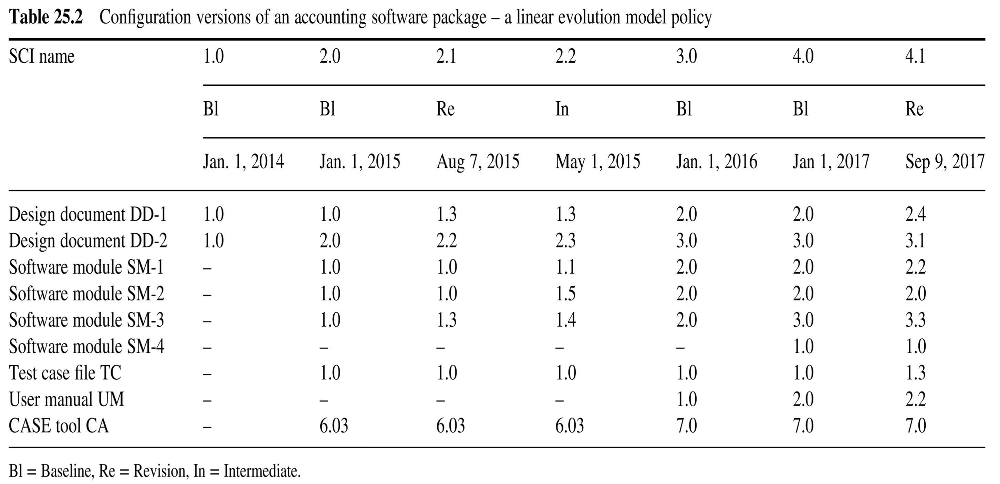 Table 25.2 Configuration versions of an accounting software package – a linear evolution model policy
SCI name 1.0 2.0 2.1 2.2 3.0 4.0 4.1
Bl Bl Re In Bl Bl Re
Jan. 1, 2014 Jan. 1, 2015 Aug 7, 2015 May 1, 2015 Jan. 1, 2016 Jan 1, 2017 Sep 9, 2017
Design document DD-1 1.0 1.0 1.3 1.3 2.0 2.0 2.4
Design document DD-2 1.0 2.0 2.2 2.3 3.0 3.0 3.1
Software module SM-1 – 1.0 1.0 1.1 2.0 2.0 2.2
Software module SM-2 – 1.0 1.0 1.5 2.0 2.0 2.0
Software module SM-3 – 1.0 1.3 1.4 2.0 3.0 3.3
Software module SM-4 – – – – – 1.0 1.0
Test case file TC – 1.0 1.0 1.0 1.0 1.0 1.3
User manual UM – – – – 1.0 2.0 2.2
CASE tool CA – 6.03 6.03 6.03 7.0 7.0 7.0
Bl = Baseline, Re = Revision, In = Intermediate.